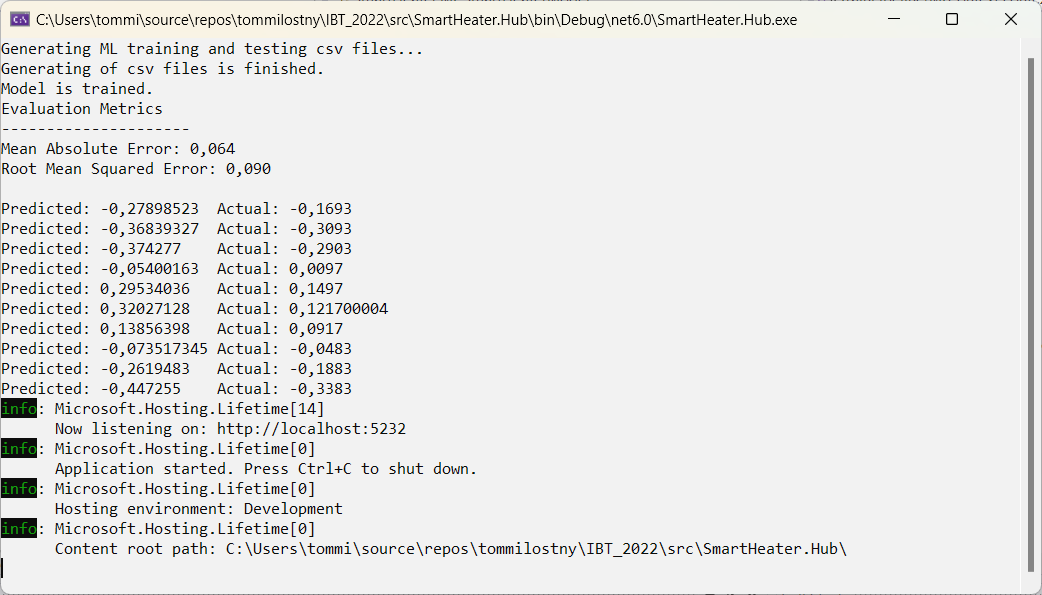 C:\Users\tommi\source\repos\tommilostny\IBT_2022\src\SmartHeater.Hub\bin\Debug\net6.0\SmartHeater.Hub.exe
Generating ML training and testing csv files...
Generating of csv files is finished.
Model is trained.
Evaluation Metrics
---------------------
Mean Absolute Error: 0,064
Root Mean Squared Error: 0,090
Predicted: -0,27898523  Actual: -0,1693
Predicted: -0,36839327  Actual: -0,3093
Predicted: -0,374277    Actual: -0,2903
Predicted: -0,05400163  Actual: 0,0097
Predicted: 0,29534036   Actual: 0,1497
Predicted: 0,32027128   Actual: 0,121700004
Predicted: 0,13856398   Actual: 0,0917
Predicted: -0,073517345 Actual: -0,0483
Predicted: -0,2619483   Actual: -0,1883
Predicted: -0,447255    Actual: -0,3383
info: Microsoft.Hosting.Lifetime[14]
      Now listening on: http://localhost:5232
info: Microsoft.Hosting.Lifetime[0]
      Application started. Press Ctrl+C to shut down.
info: Microsoft.Hosting.Lifetime[0]
      Hosting environment: Development
info: Microsoft.Hosting.Lifetime[0]
      Content root path: C:\Users\tommi\source\repos\tommilostny\IBT_2022\src\SmartHeater.Hub\